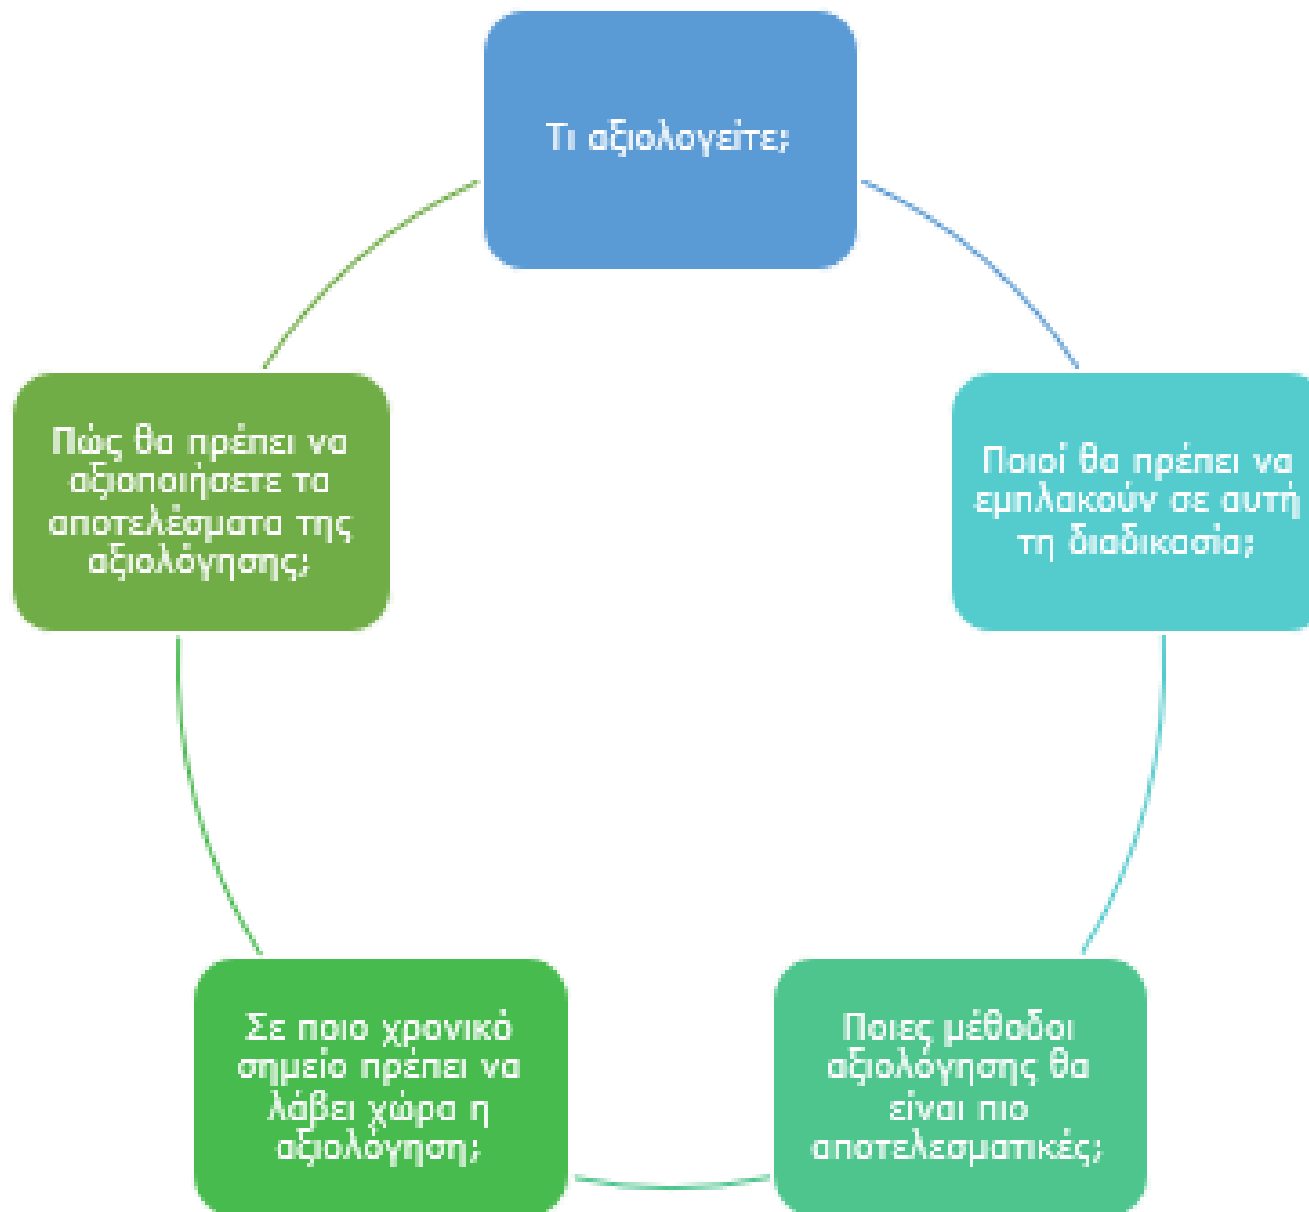 Τι αξιολογείτε;
Ποιοί θα πρέπει να
εμπλακούν σε αυτή
τη διαδικασία;
Ποιες μέθοδοι
αξιολόγησης θα
είναι πιο
αποτελεσματικές;
Σε ποιο χρονικό
σημείο πρέπει να
λάβει χώρα η
αξιολόγηση;
Πώς θα πρέπει να
αξιοποιήσετε τα
αποτελέσματα της
αξιολόγησης;